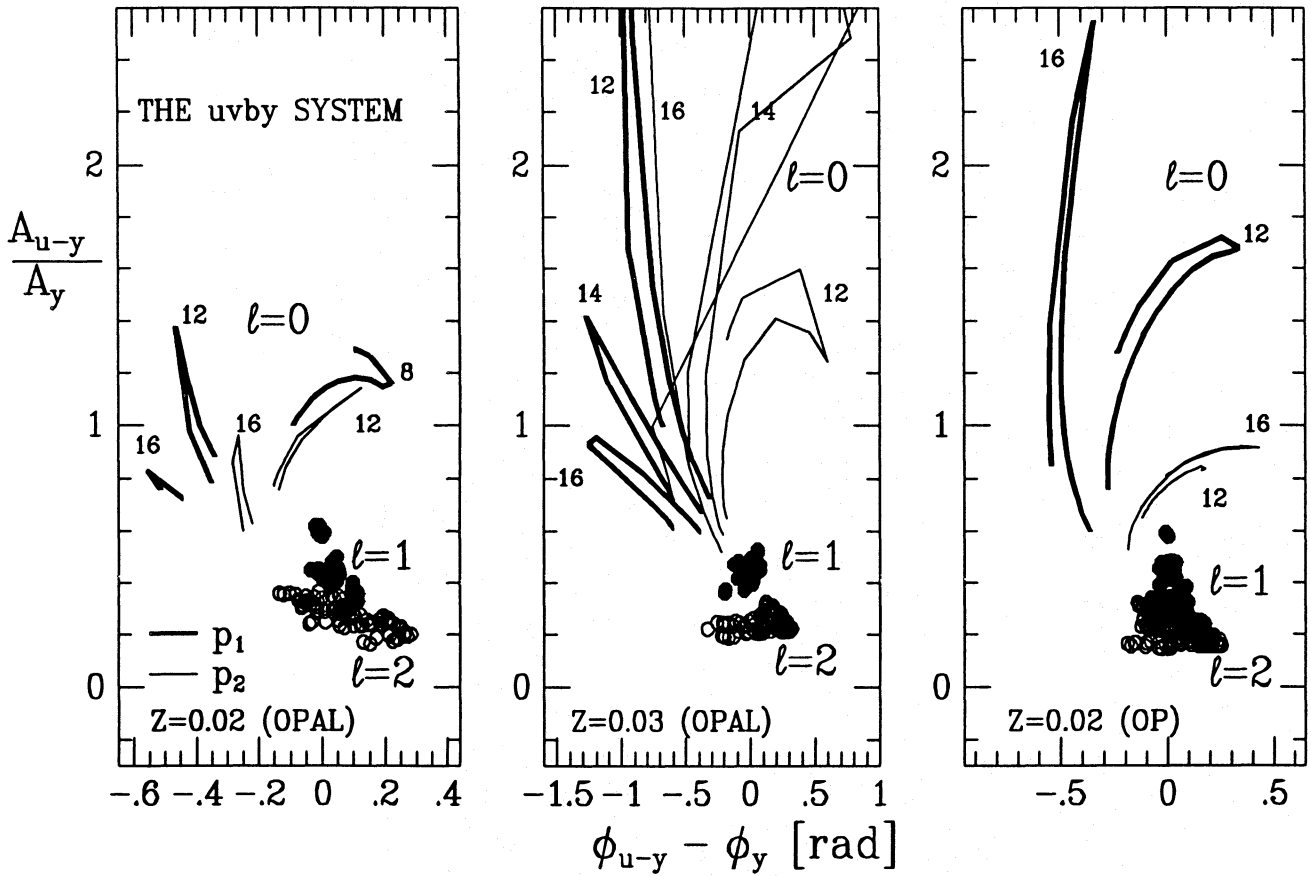 THE uvby SYSTEM
A_{u-y}
A_y
2
1
0
12
ℓ=0
8
16
16
12
ℓ=1
p₁
p₂
ℓ=2
Z=0.02 (OPAL)
-.6 -.4 -.2 0 .2 .4
12
16
14
ℓ=0
14
12
16
ℓ=1
ℓ=2
Z=0.03 (OPAL)
-1.5 -1 -.5 0 .5 1
2
1
0
16
ℓ=0
12
16
12
ℓ=1
ℓ=2
Z=0.02 (OP)
-.5 0 .5
ϕ_{u-y} − ϕ_y [rad]